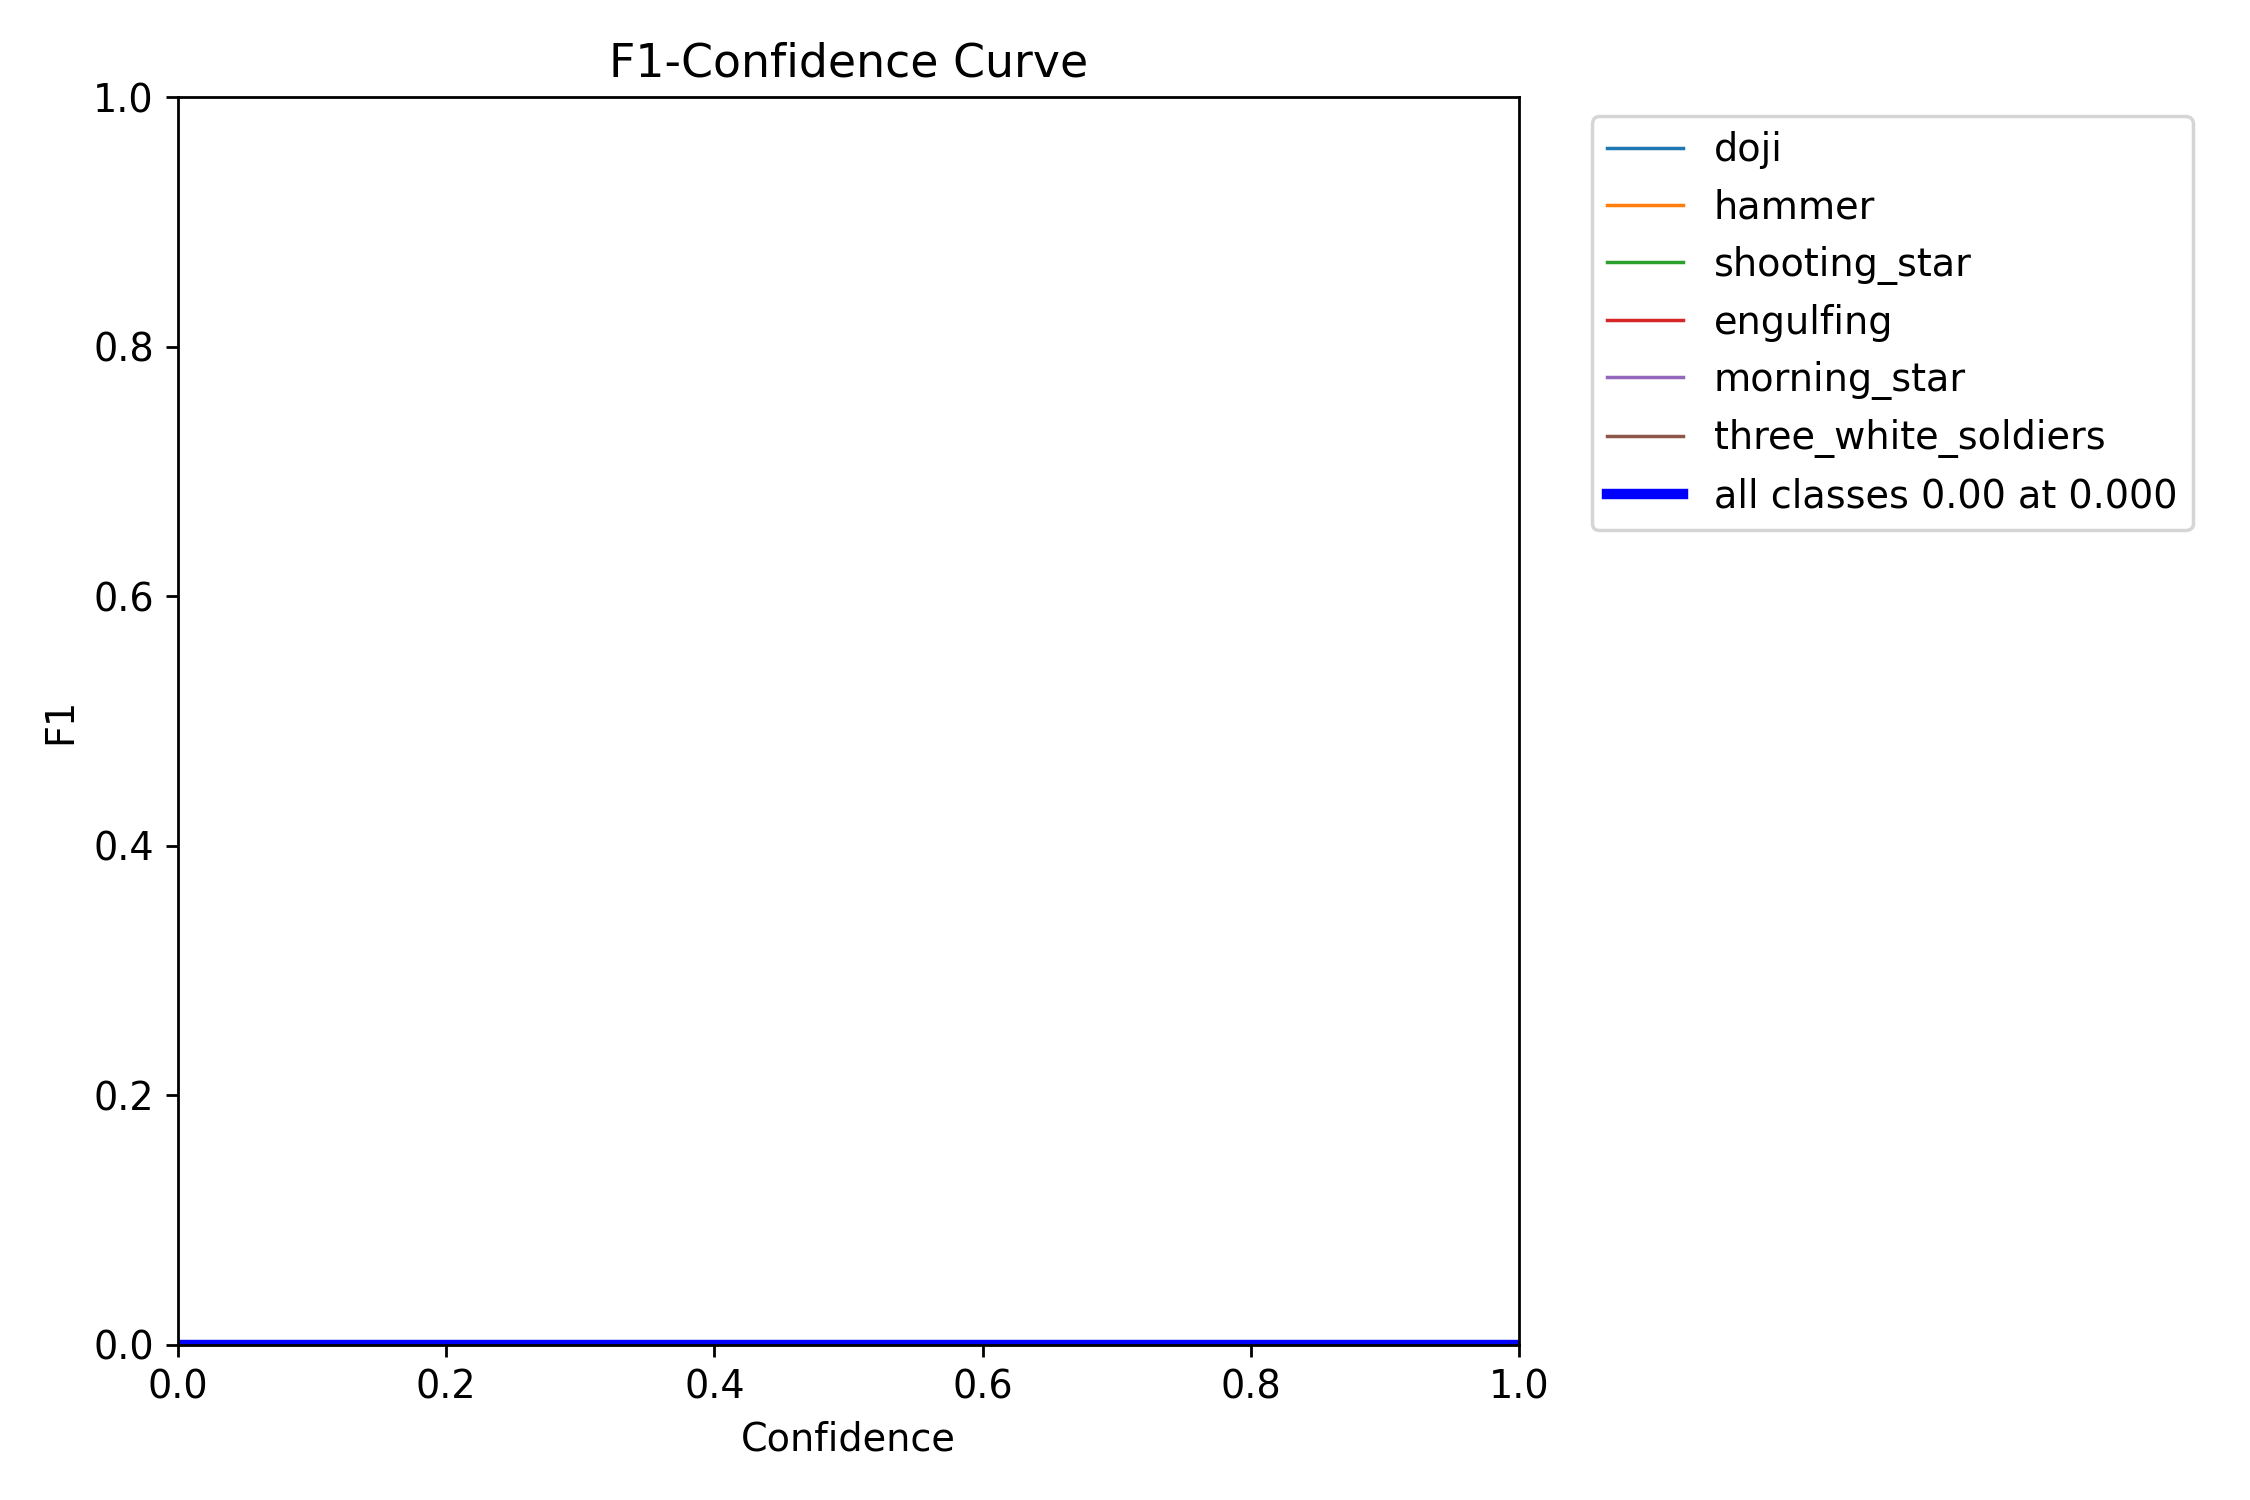 F1-Confidence Curve
1.0
0.8
0.6
0.4
0.2
0.0
F1
0.0 0.2 0.4 0.6 0.8 1.0
Confidence
doji
hammer
shooting_star
engulfing
morning_star
three_white_soldiers
all classes 0.00 at 0.000